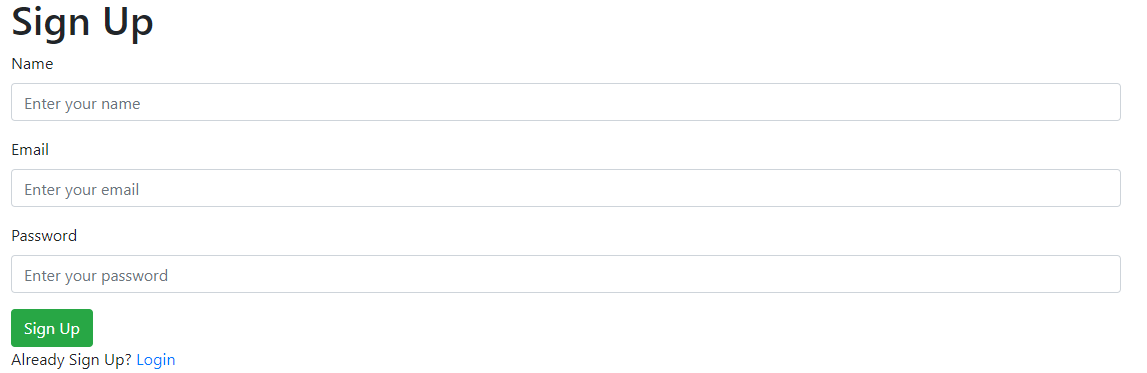 Sign Up
Name
Enter your name
Email
Enter your email
Password
Enter your password
Sign Up
Already Sign Up? Login